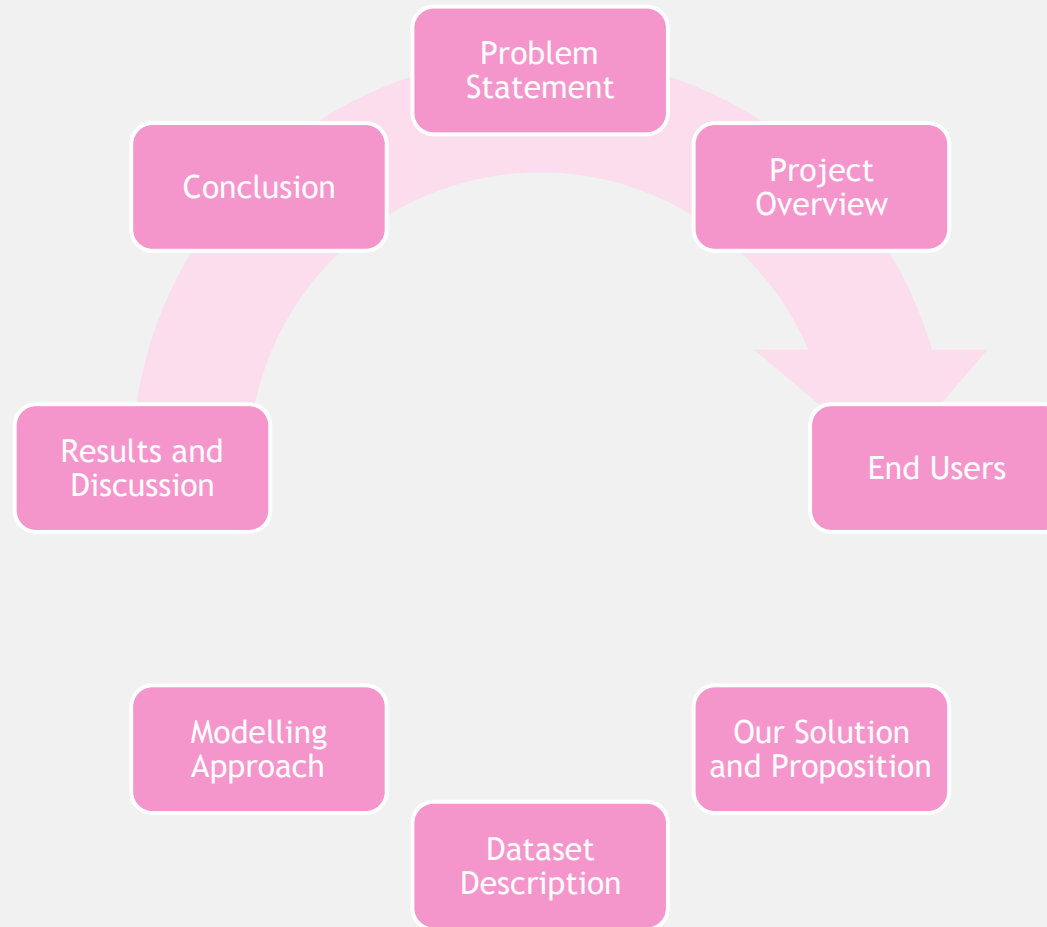 Problem
Statement
Project
Overview
End Users
Our Solution
and Proposition
Dataset
Description
Modelling
Approach
Results and
Discussion
Conclusion